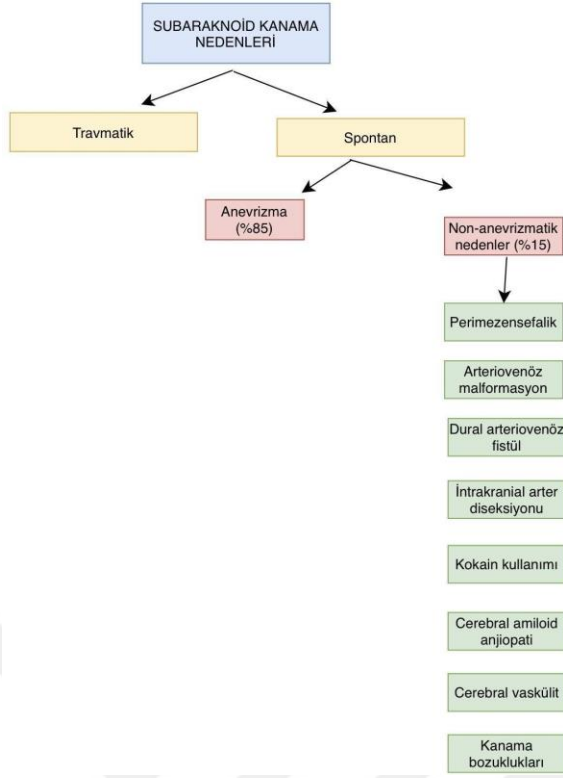 SUBARAKNOİD KANAMA
NEDENLERİ
Travmatik
Spontan
Anevrizma
(%85)
Non-anevrizmatik
nedenler (%15)
Perimezensefalik
Arteriovenöz
malformasyon
Dural arteriovenöz
fistül
İntrakranial arter
diseksiyonu
Kokain kullanımı
Cerebral amiloid
anjiopati
Cerebral vaskülit
Kanama
bozuklukları